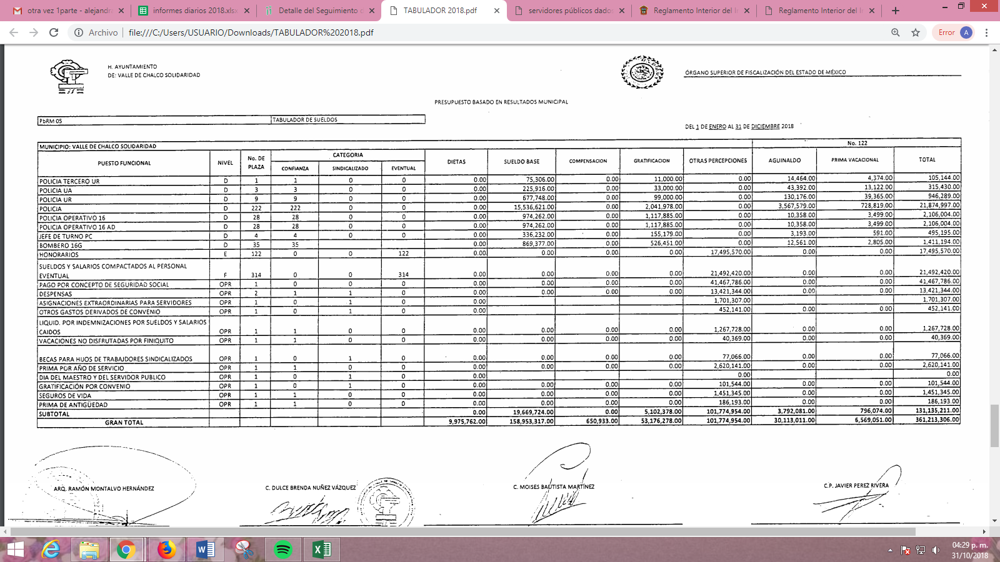 otra vez 1parte - alejandr
informes diarios 2018.xlsx
Detalle del Seguimiento d
TABULADOR 2018.pdf
servidores públicos dados
Reglamento Interior del I
Reglamento Interior del I
Archivo file:///C:/Users/USUARIO/Downloads/TABULADOR%202018.pdf Error A
H. AYUNTAMIENTO
DE: VALLE DE CHALCO SOLIDARIDAD
ÓRGANO SUPERIOR DE FISCALIZACIÓN DEL ESTADO DE MÉXICO
PRESUPUESTO BASADO EN RESULTADOS MUNICIPAL
PbRM 05 TABULADOR DE SUELDOS
DEL 1 DE ENERO AL 31 DE DICIEMBRE 2018
MUNICIPIO: VALLE DE CHALCO SOLIDARIDAD No. 122
PUESTO FUNCIONAL NIVEL No. DE PLAZA CATEGORIA DIETAS SUELDO BASE COMPENSACION GRATIFICACION OTRAS PERCEPCIONES AGUINALDO PRIMA VACACIONAL TOTAL
CONFIANZA SINDICALIZADO EVENTUAL
POLICIA TERCERO UR D 1 1 0 0 0.00 75,306.00 0.00 11,000.00 0.00 14,464.00 4,374.00 105,144.00
POLICIA UA D 3 3 0 0 0.00 225,916.00 0.00 33,000.00 0.00 43,392.00 13,122.00 315,430.00
POLICIA UR D 9 9 0 0 0.00 677,748.00 0.00 99,000.00 0.00 130,176.00 39,365.00 946,289.00
POLICIA D 222 222 0 0 0.00 15,536,621.00 0.00 2,041,978.00 0.00 3,567,579.00 728,819.00 21,874,997.00
POLICIA OPERATIVO 16 D 28 28 0 0 0.00 974,262.00 0.00 1,117,885.00 0.00 10,358.00 3,499.00 2,106,004.00
POLICIA OPERATIVO 16 AD D 28 28 0 0 0.00 974,262.00 0.00 1,117,885.00 0.00 10,358.00 3,499.00 2,106,004.00
JEFE DE TURNO PC D 4 4 0 0 0.00 336,232.00 0.00 155,179.00 0.00 3,193.00 591.00 495,195.00
BOMBERO 16G D 35 35 0.00 869,377.00 0.00 526,451.00 0.00 12,561.00 2,805.00 1,411,194.00
HONORARIOS E 122 0 0 122 0.00 0.00 0.00 0.00 17,495,570.00 0.00 0.00 17,495,570.00
SUELDOS Y SALARIOS COMPACTADOS AL PERSONAL
EVENTUAL F 314 0 0 314 0.00 0.00 0.00 0.00 21,492,420.00 0.00 0.00 21,492,420.00
PAGO POR CONCEPTO DE SEGURIDAD SOCIAL OPR 1 0 0 0 0.00 0.00 0.00 0.00 41,467,786.00 0.00 0.00 41,467,786.00
DESPENSAS OPR 2 1 1 0 0.00 0.00 0.00 0.00 13,421,344.00 0.00 0.00 13,421,344.00
ASIGNACIONES EXTRAORDINARIAS PARA SERVIDORES OPR 1 0 1 0 0.00 1,701,307.00 1,701,307.00
OTROS GASTOS DERIVADOS DE CONVENIO OPR 1 0 1 0 0.00 452,141.00 0.00 0.00 452,141.00
LIQUID. POR INDEMNIZACIONES POR SUELDOS Y SALARIOS
CAIDOS OPR 1 1 0 0 0.00 0.00 0.00 0.00 1,267,728.00 0.00 0.00 1,267,728.00
VACACIONES NO DISFRUTADAS POR FINIQUITO OPR 1 1 0 0 0.00 0.00 0.00 0.00 40,369.00 0.00 0.00 40,369.00
BECAS PARA HIJOS DE TRABAJDORES SINDICALIZADOS OPR 1 0 1 0 0.00 0.00 0.00 0.00 77,066.00 0.00 0.00 77,066.00
PRIMA POR AÑO DE SERVICIO OPR 1 1 0 0 0.00 0.00 0.00 0.00 2,620,141.00 0.00 0.00 2,620,141.00
DIA DEL MAESTRO Y DEL SERVIDOR PUBLICO OPR 1 0 1 0 0.00 0.00 0.00
GRATIFICACIÓN POR CONVENIO OPR 1 0 1 0 0.00 0.00 0.00 0.00 101,544.00 0.00 0.00 101,544.00
SEGUROS DE VIDA OPR 1 1 0 0 0.00 0.00 0.00 0.00 1,451,345.00 0.00 0.00 1,451,345.00
PRIMA DE ANTIGÜEDAD OPR 1 1 0 0 0.00 0.00 0.00 0.00 186,193.00 0.00 0.00 186,193.00
SUBTOTAL 0.00 19,669,724.00 0.00 5,102,378.00 101,774,954.00 3,792,081.00 796,074.00 131,135,211.00
GRAN TOTAL 9,975,762.00 158,953,317.00 650,933.00 53,176,278.00 101,774,954.00 30,113,011.00 6,569,051.00 361,213,306.00
ARQ. RAMÓN MONTALVO HERNÁNDEZ
C. DULCE BRENDA NUÑEZ VÁZQUEZ
C. MOISES BAUTISTA MARTÍNEZ
C.P. JAVIER PEREZ RIVERA
04:29 p. m.
31/10/2018